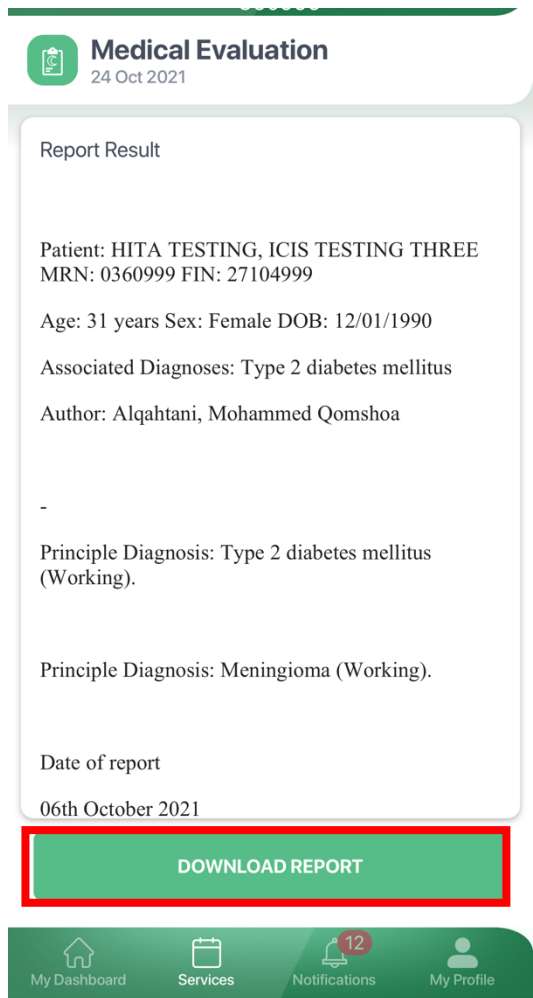 Medical Evaluation
24 Oct 2021
Report Result
Patient: HITA TESTING, ICIS TESTING THREE
MRN: 0360999 FIN: 27104999
Age: 31 years Sex: Female DOB: 12/01/1990
Associated Diagnoses: Type 2 diabetes mellitus
Author: Alqahtani, Mohammed Qomshoa
-
Principle Diagnosis: Type 2 diabetes mellitus
(Working).
Principle Diagnosis: Meningioma (Working).
Date of report
06th October 2021
DOWNLOAD REPORT
12
My Dashboard
Services
Notifications
My Profile